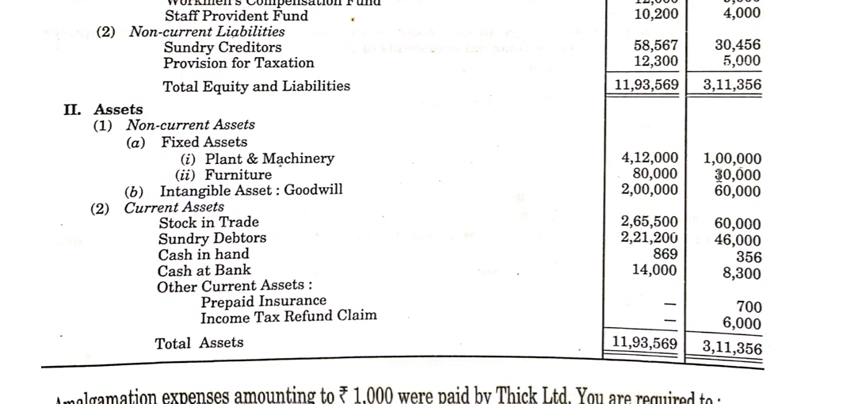 Staff Provident Fund 10,200 4,000
(2) Non-current Liabilities
Sundry Creditors 58,567 30,456
Provision for Taxation 12,300 5,000
Total Equity and Liabilities 11,93,569 3,11,356
II. Assets
(1) Non-current Assets
(a) Fixed Assets
(i) Plant & Machinery 4,12,000 1,00,000
(ii) Furniture 80,000 30,000
(b) Intangible Asset : Goodwill 2,00,000 60,000
(2) Current Assets
Stock in Trade 2,65,500 60,000
Sundry Debtors 2,21,200 46,000
Cash in hand 869 356
Cash at Bank 14,000 8,300
Other Current Assets :
Prepaid Insurance — 700
Income Tax Refund Claim — 6,000
Total Assets 11,93,569 3,11,356
Amalgamation expenses amounting to ₹ 1,000 were paid by Thick Ltd. You are required to :